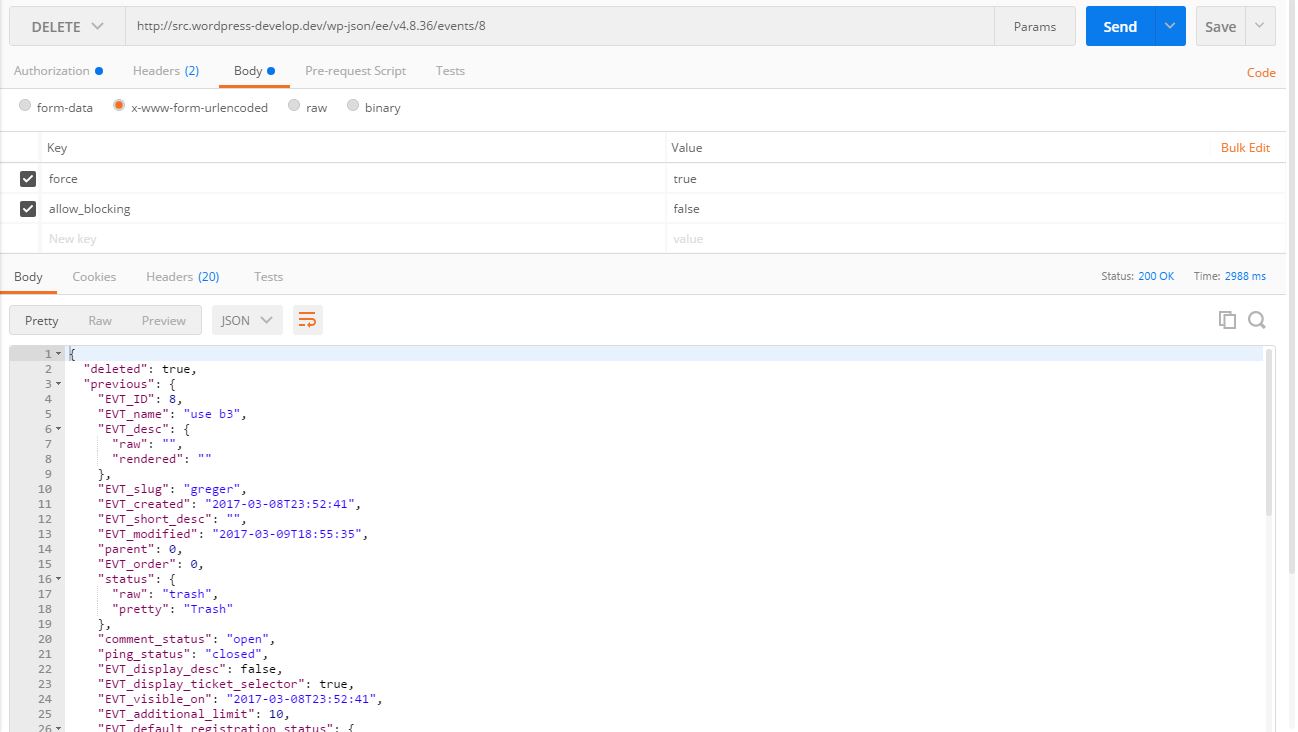 DELETE http://src.wordpress-develop.dev/wp-json/ee/v4.8.36/events/8 Params Send Save
Authorization Headers (2) Body Pre-request Script Tests Code
form-data x-www-form-urlencoded raw binary
Key Value Bulk Edit
force true
allow_blocking false
New key value
Body Cookies Headers (20) Tests Status: 200 OK Time: 2988 ms
Pretty Raw Preview JSON
1 {
2 "deleted": true,
3 "previous": {
4 "EVT_ID": 8,
5 "EVT_name": "use b3",
6 "EVT_desc": {
7 "raw": "",
8 "rendered": ""
9 },
10 "EVT_slug": "greger",
11 "EVT_created": "2017-03-08T23:52:41",
12 "EVT_short_desc": "",
13 "EVT_modified": "2017-03-09T18:55:35",
14 "parent": 0,
15 "EVT_order": 0,
16 "status": {
17 "raw": "trash",
18 "pretty": "Trash"
19 },
20 "comment_status": "open",
21 "ping_status": "closed",
22 "EVT_display_desc": false,
23 "EVT_display_ticket_selector": true,
24 "EVT_visible_on": "2017-03-08T23:52:41",
25 "EVT_additional_limit": 10,
26 "EVT_default_registration_status": {